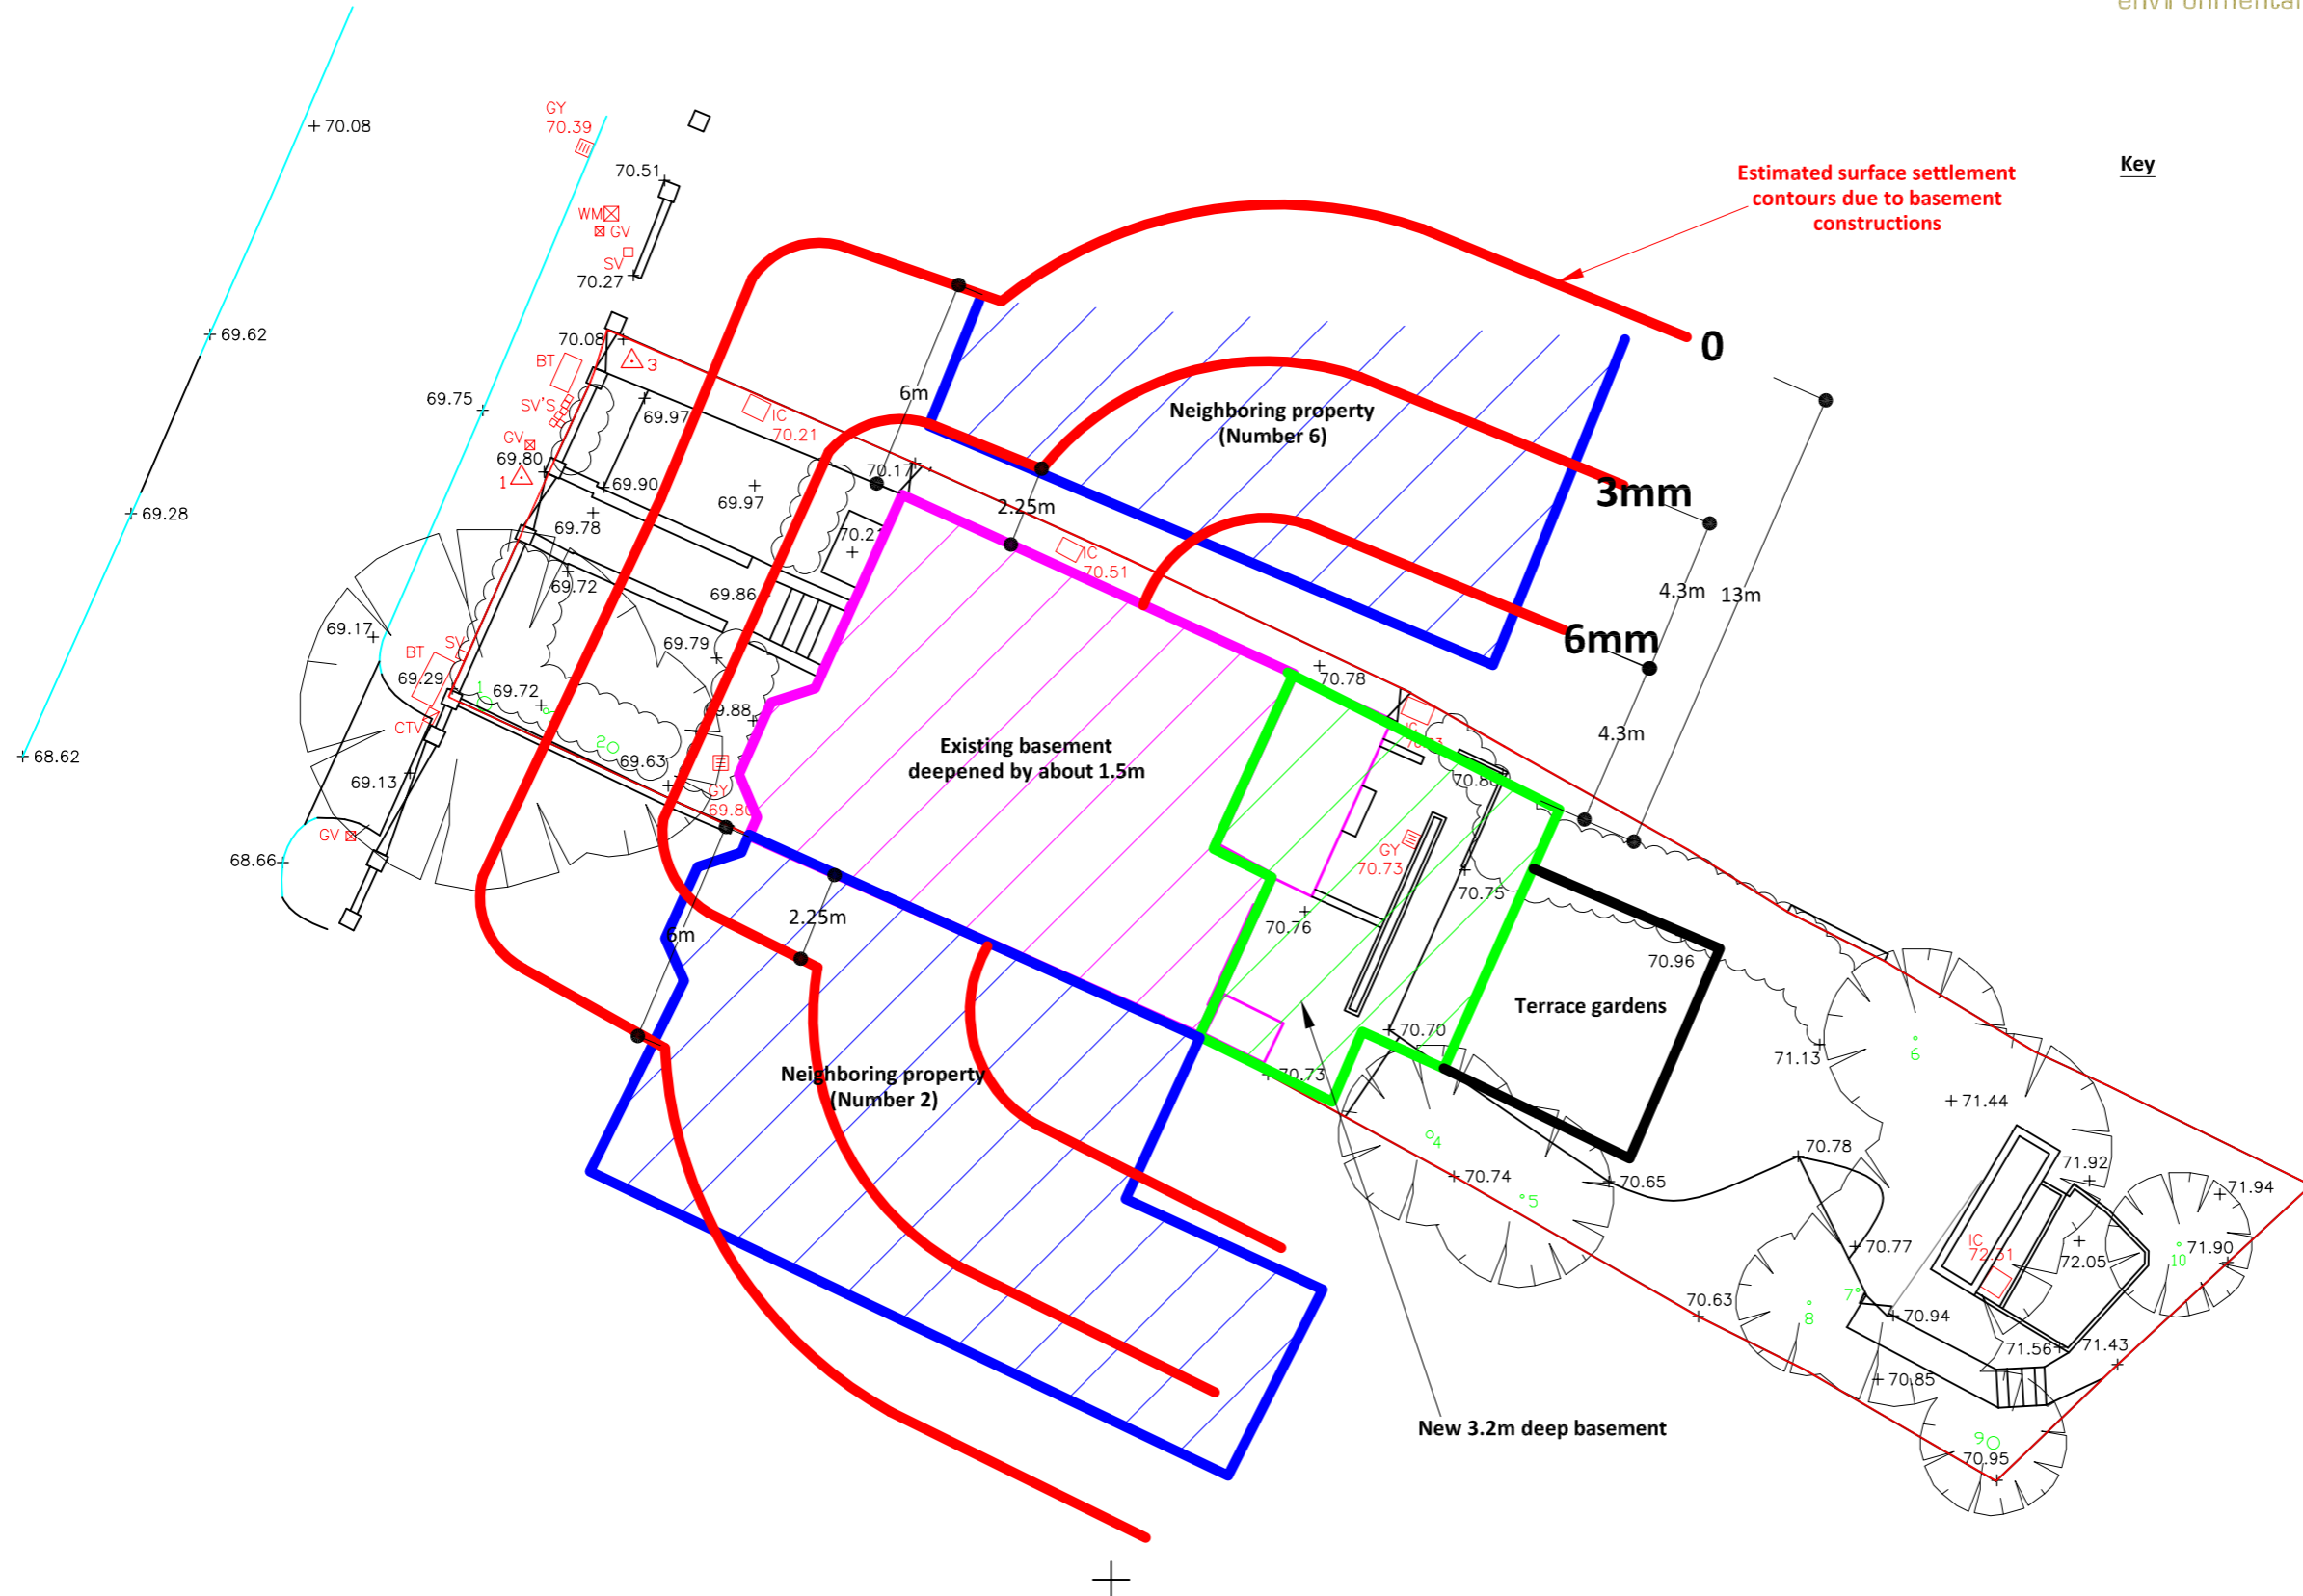 environmental
Key
Estimated surface settlement
contours due to basement
constructions
GY
70.39
70.08
70.51
WM
GV
SV
70.27
69.62
70.08
3
BT
0
6m
69.75
SV'S
69.97
IC
70.21
Neighboring property
(Number 6)
GV
69.80
1
69.90
70.17
3mm
69.28
69.97
69.78
2.25m
70.21
IC
70.51
69.72
69.86
4.3m
13m
69.17
SV
69.79
6mm
BT
70.78
69.29
1
69.72
69.88
CTV
IC
4.3m
2
69.63
68.62
69.13
Existing basement
deepened by about 1.5m
GY
69.80
GV
GY
70.73
68.66
70.75
2.25m
70.76
6m
70.96
Terrace gardens
70.70
71.13
6
Neighboring property
(Number 2)
70.73
71.44
4
70.78
70.74
70.65
71.92
5
71.94
IC
72.31
70.77
72.05
71.90
10
70.63
7
8
70.94
71.56
71.43
70.85
New 3.2m deep basement
9
70.95